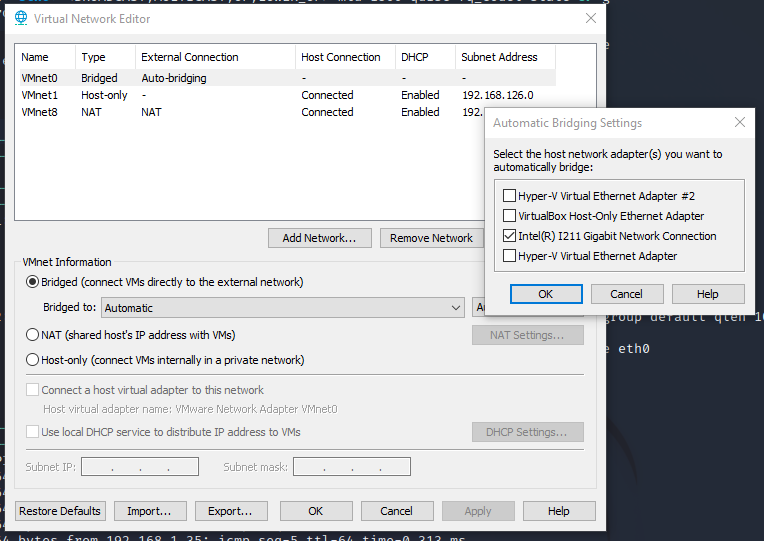 Virtual Network Editor
Name Type External Connection Host Connection DHCP Subnet Address
VMnet0 Bridged Auto-bridging - - -
VMnet1 Host-only - Connected Enabled 192.168.126.0
VMnet8 NAT NAT Connected Enabled 192.
Automatic Bridging Settings
Select the host network adapter(s) you want to
automatically bridge:
Hyper-V Virtual Ethernet Adapter #2
VirtualBox Host-Only Ethernet Adapter
Intel(R) I211 Gigabit Network Connection
Hyper-V Virtual Ethernet Adapter
OK Cancel Help
Add Network... Remove Network
VMnet Information
Bridged (connect VMs directly to the external network)
Bridged to: Automatic
NAT (shared host's IP address with VMs) NAT Settings...
group default qlen
Host-only (connect VMs internally in a private network)
eth0
Connect a host virtual adapter to this network
Host virtual adapter name: VMware Network Adapter VMnet0
Use local DHCP service to distribute IP address to VMs DHCP Settings...
Subnet IP: . . . Subnet mask: . . .
Restore Defaults Import... Export... OK Cancel Apply Help
bytes from 192.168.1.35: icmp_seq=5 ttl=64 time=0.313 ms